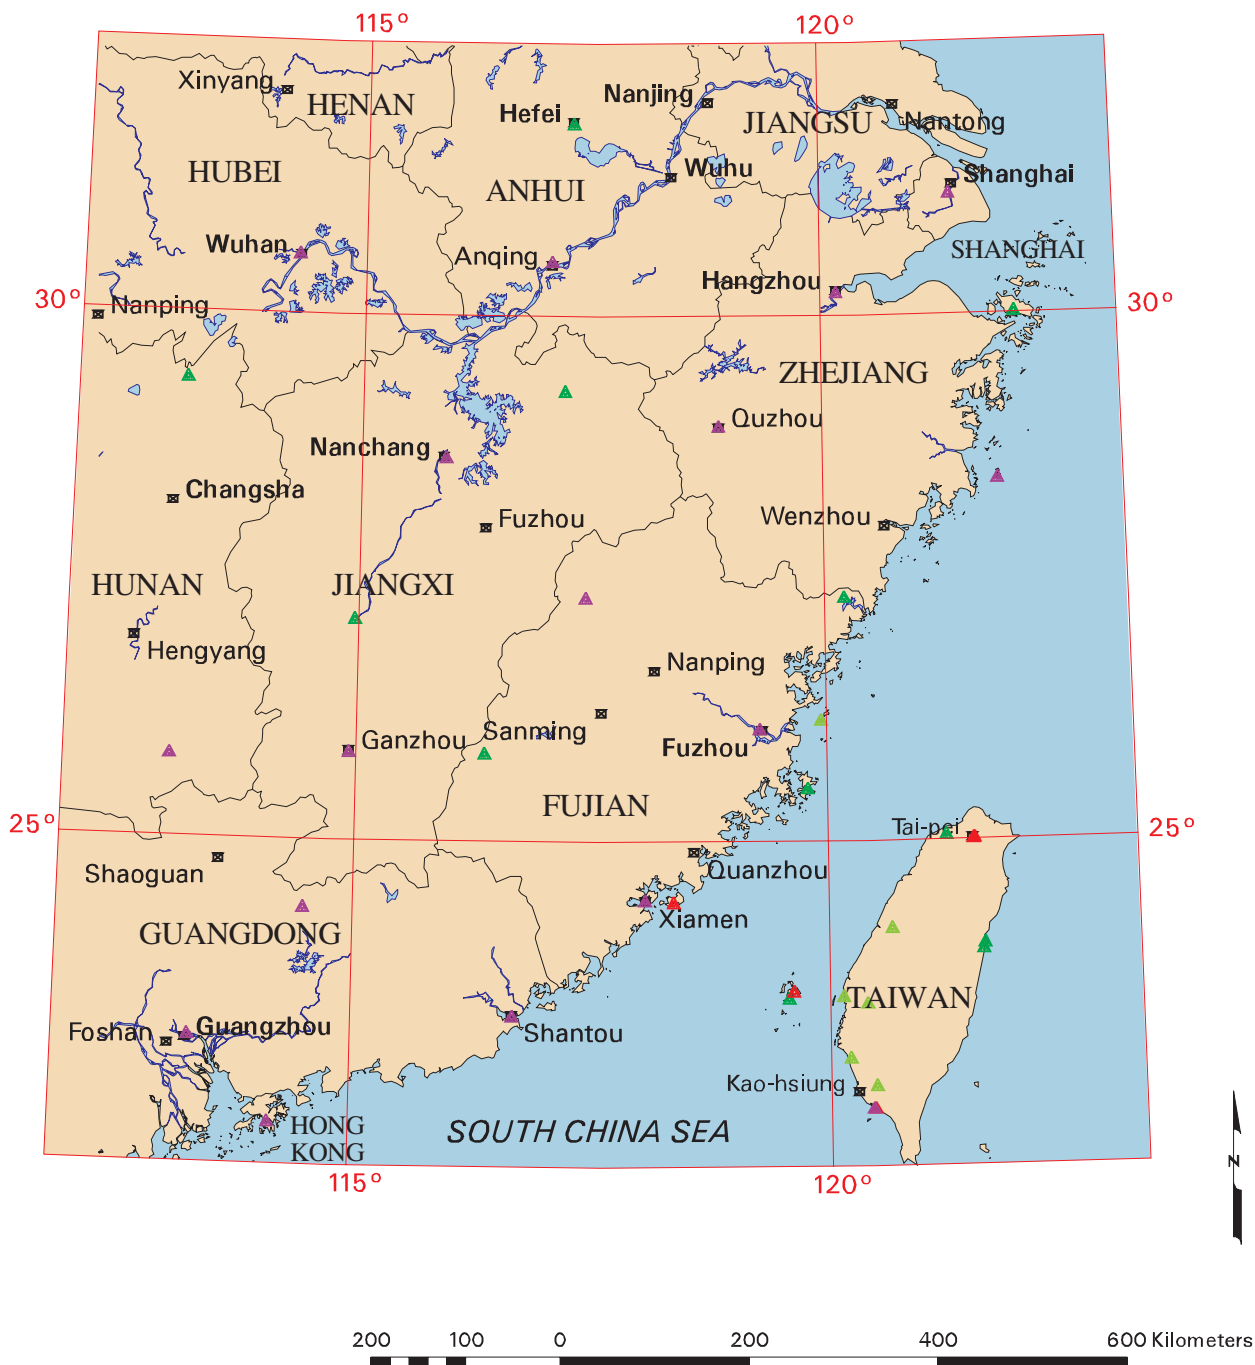 115° 120°
Xinyang
HENAN
Hefei
Nanjing
JIANGSU
Nantong
HUBEI
ANHUI
Wuhu
Shanghai
Wuhan
Anqing
SHANGHAI
Hangzhou
30° 30°
Nanping
ZHEJIANG
Quzhou
Nanchang
Changsha
Fuzhou
Wenzhou
HUNAN
JIANGXI
Hengyang
Nanping
Ganzhou
Sanming
Fuzhou
FUJIAN
25° 25°
Tai-pei
Shaoguan
Quanzhou
Xiamen
GUANGDONG
TAIWAN
Foshan
Guangzhou
Shantou
Kao-hsiung
HONG
KONG
SOUTH CHINA SEA
N
115° 120°
200 100 0 200 400 600 Kilometers